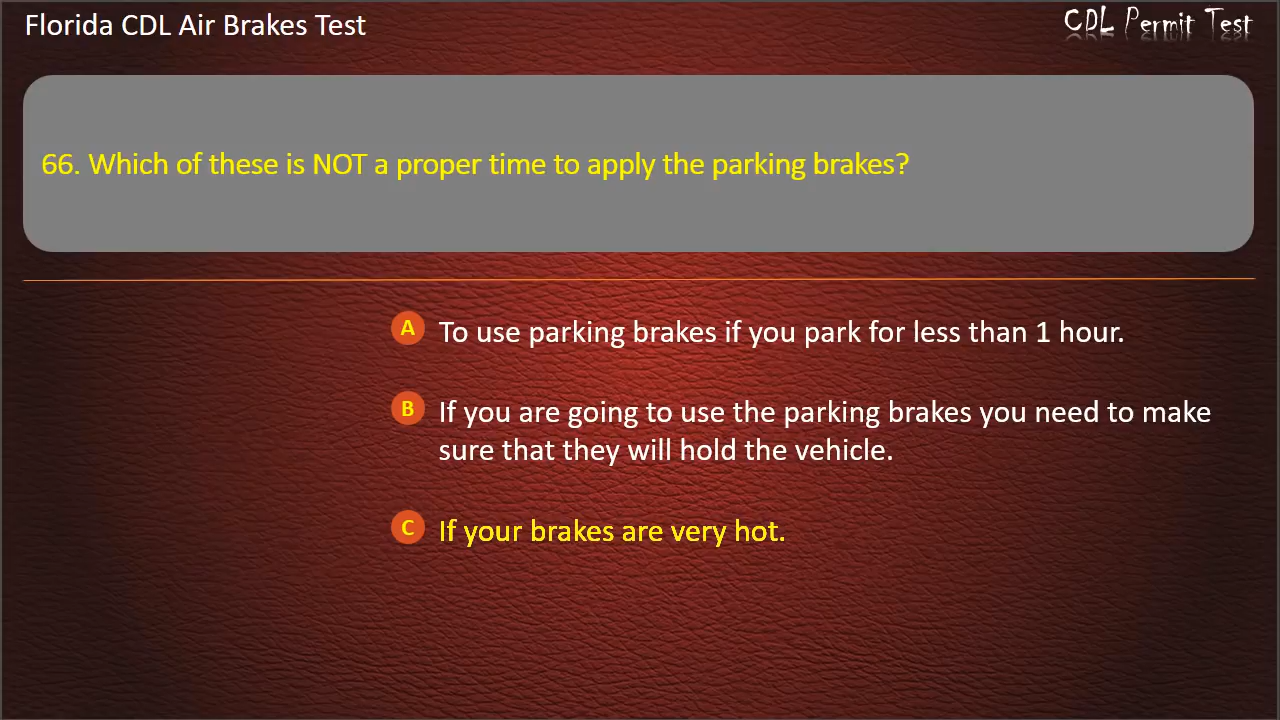 Florida CDL Air Brakes Test
CDL Permit Test
66. Which of these is NOT a proper time to apply the parking brakes?
A To use parking brakes if you park for less than 1 hour.
B If you are going to use the parking brakes you need to make
sure that they will hold the vehicle.
C If your brakes are very hot.